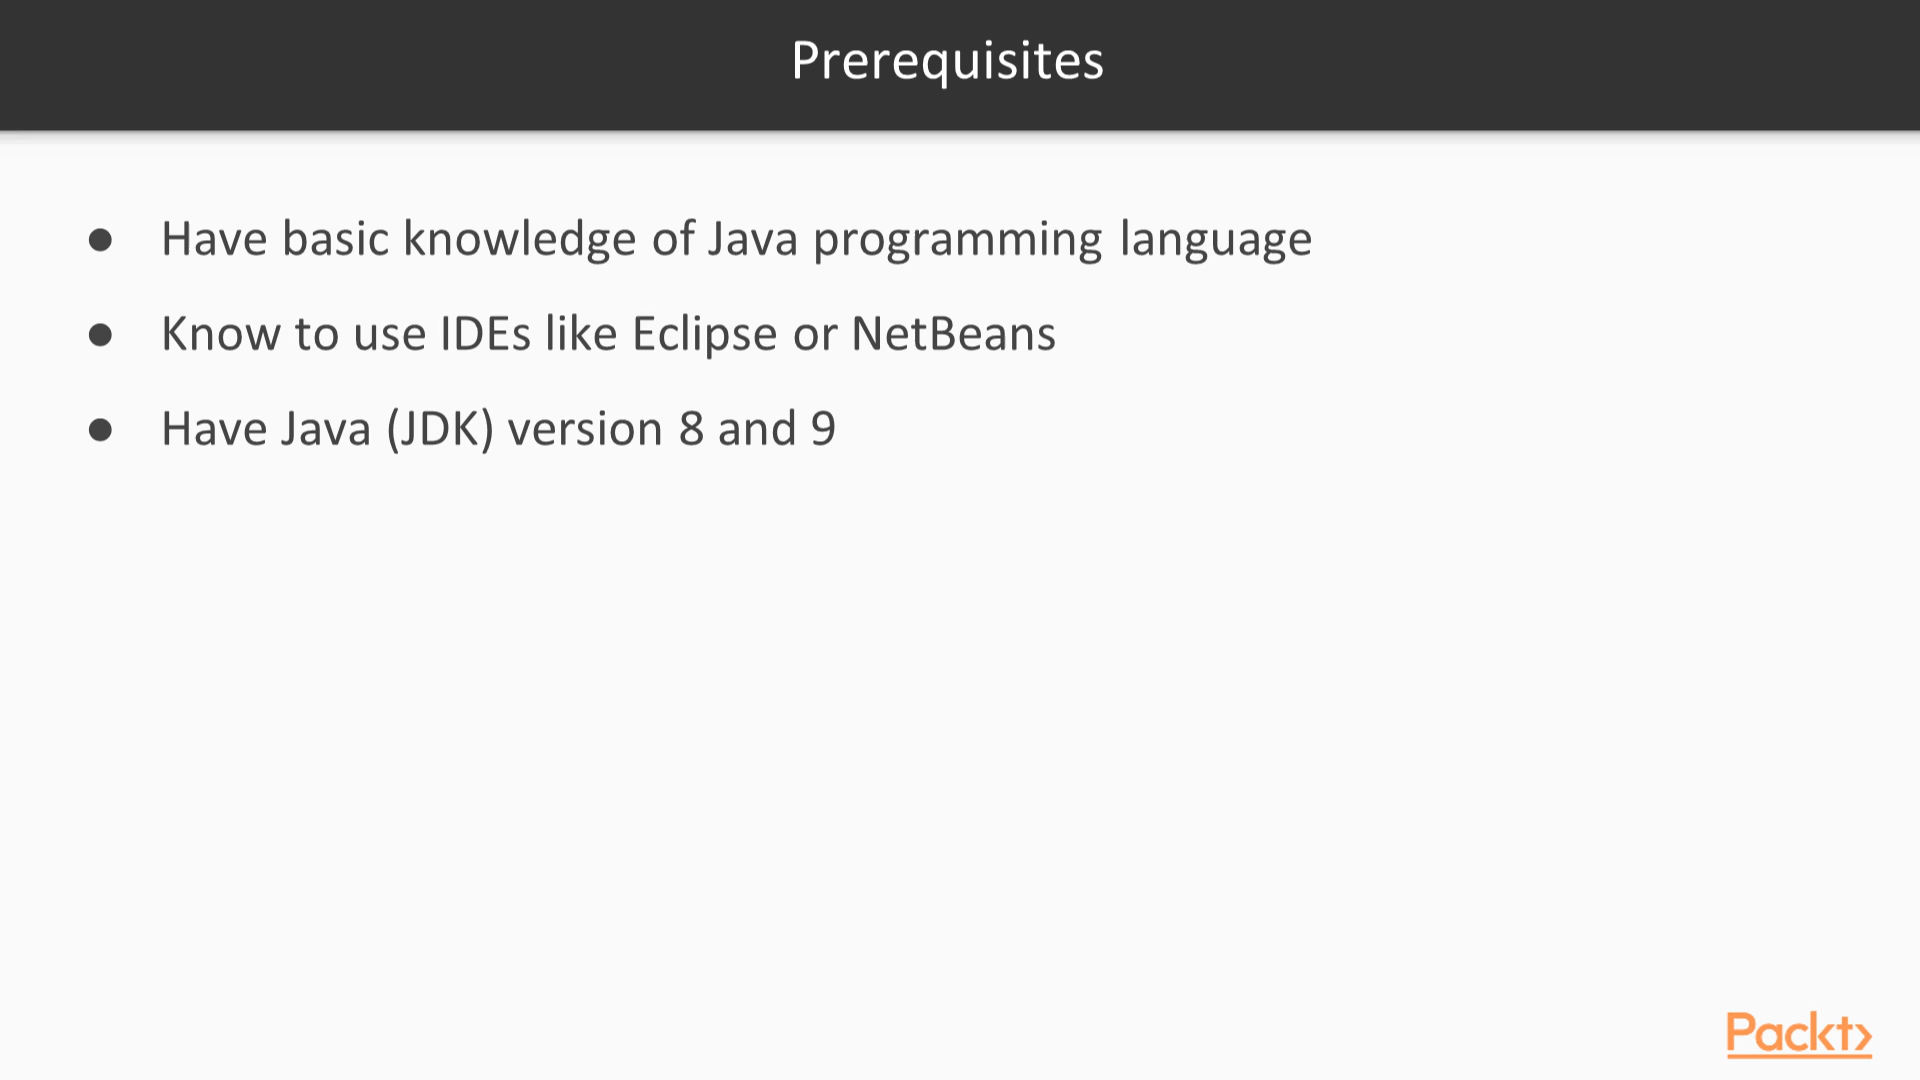 Prerequisites
● Have basic knowledge of Java programming language
● Know to use IDEs like Eclipse or NetBeans
● Have Java (JDK) version 8 and 9
Packt>